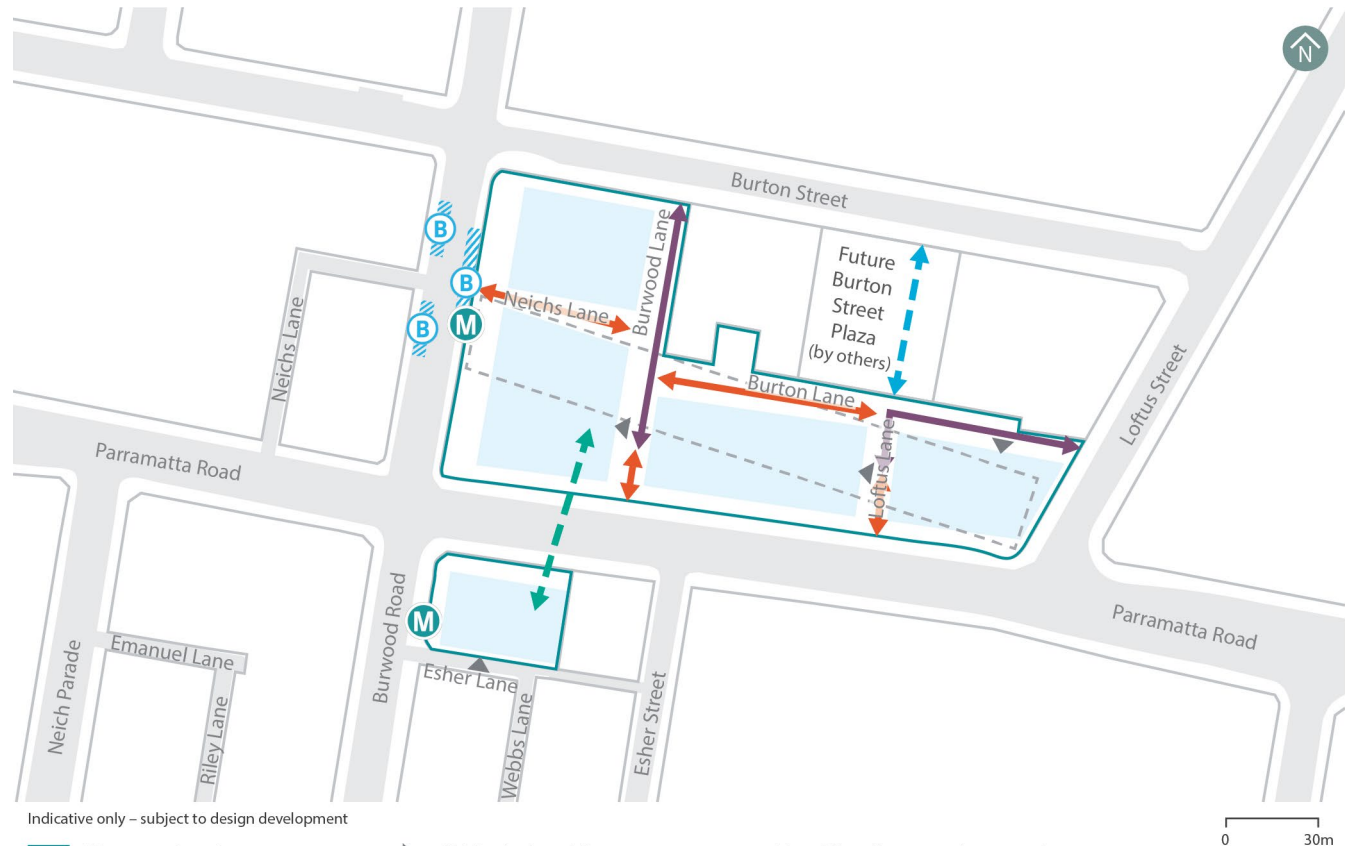 N
Burton Street
B
B
B
M
Neichs Lane
Burwood Lane
Future
Burton
Street
Plaza
(by others)
Neichs Lane
Burton Lane
Loftus Lane
Loftus Street
Parramatta Road
Burwood Road
M
Parramatta Road
Emanuel Lane
Neich Parade
Riley Lane
Esher Lane
Webbs Lane
Esher Street
Indicative only – subject to design development
0 30m